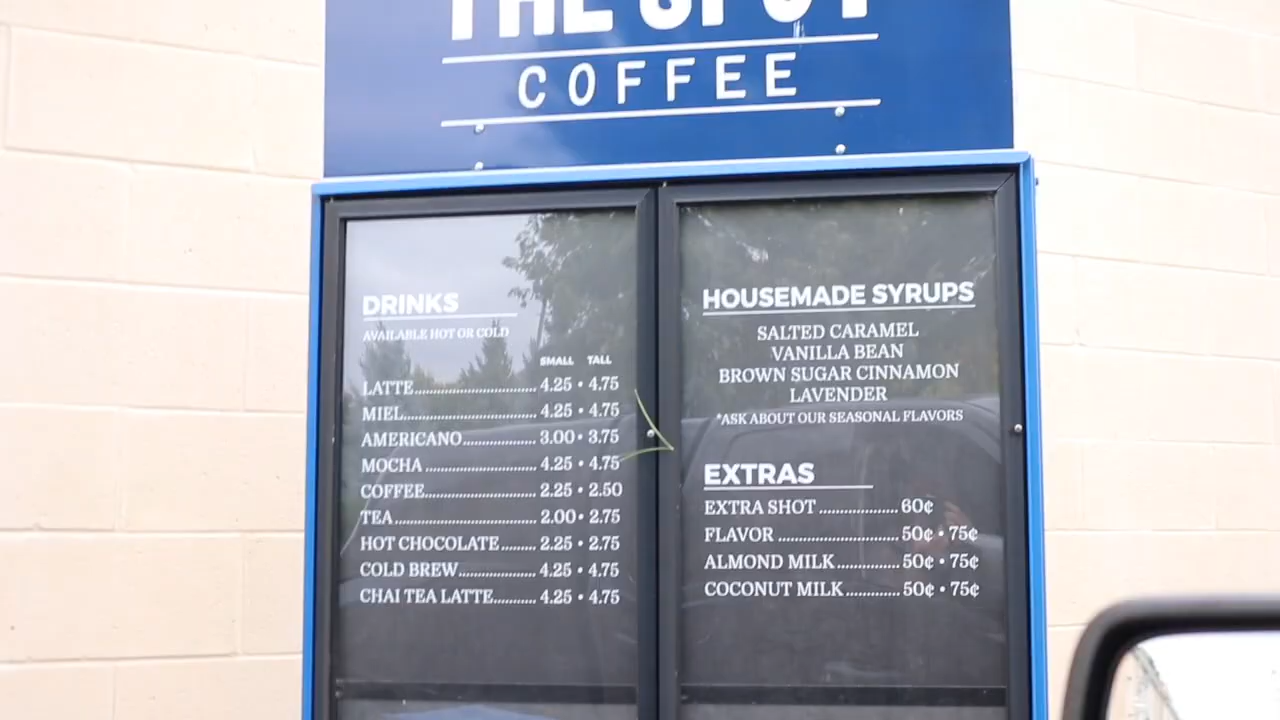 THE SPOT
COFFEE
DRINKS
AVAILABLE HOT OR COLD
SMALL TALL
LATTE.............................. 4.25 • 4.75
MIEL................................. 4.25 • 4.75
AMERICANO.................. 3.00 • 3.75
MOCHA ........................... 4.25 • 4.75
COFFEE............................ 2.25 • 2.50
TEA................................... 2.00 • 2.75
HOT CHOCOLATE......... 2.25 • 2.75
COLD BREW................... 4.25 • 4.75
CHAI TEA LATTE........... 4.25 • 4.75
HOUSEMADE SYRUPS
SALTED CARAMEL
VANILLA BEAN
BROWN SUGAR CINNAMON
LAVENDER
*ASK ABOUT OUR SEASONAL FLAVORS
EXTRAS
EXTRA SHOT ................... 60¢
FLAVOR ............................. 50¢ • 75¢
ALMOND MILK............... 50¢ • 75¢
COCONUT MILK............. 50¢ • 75¢